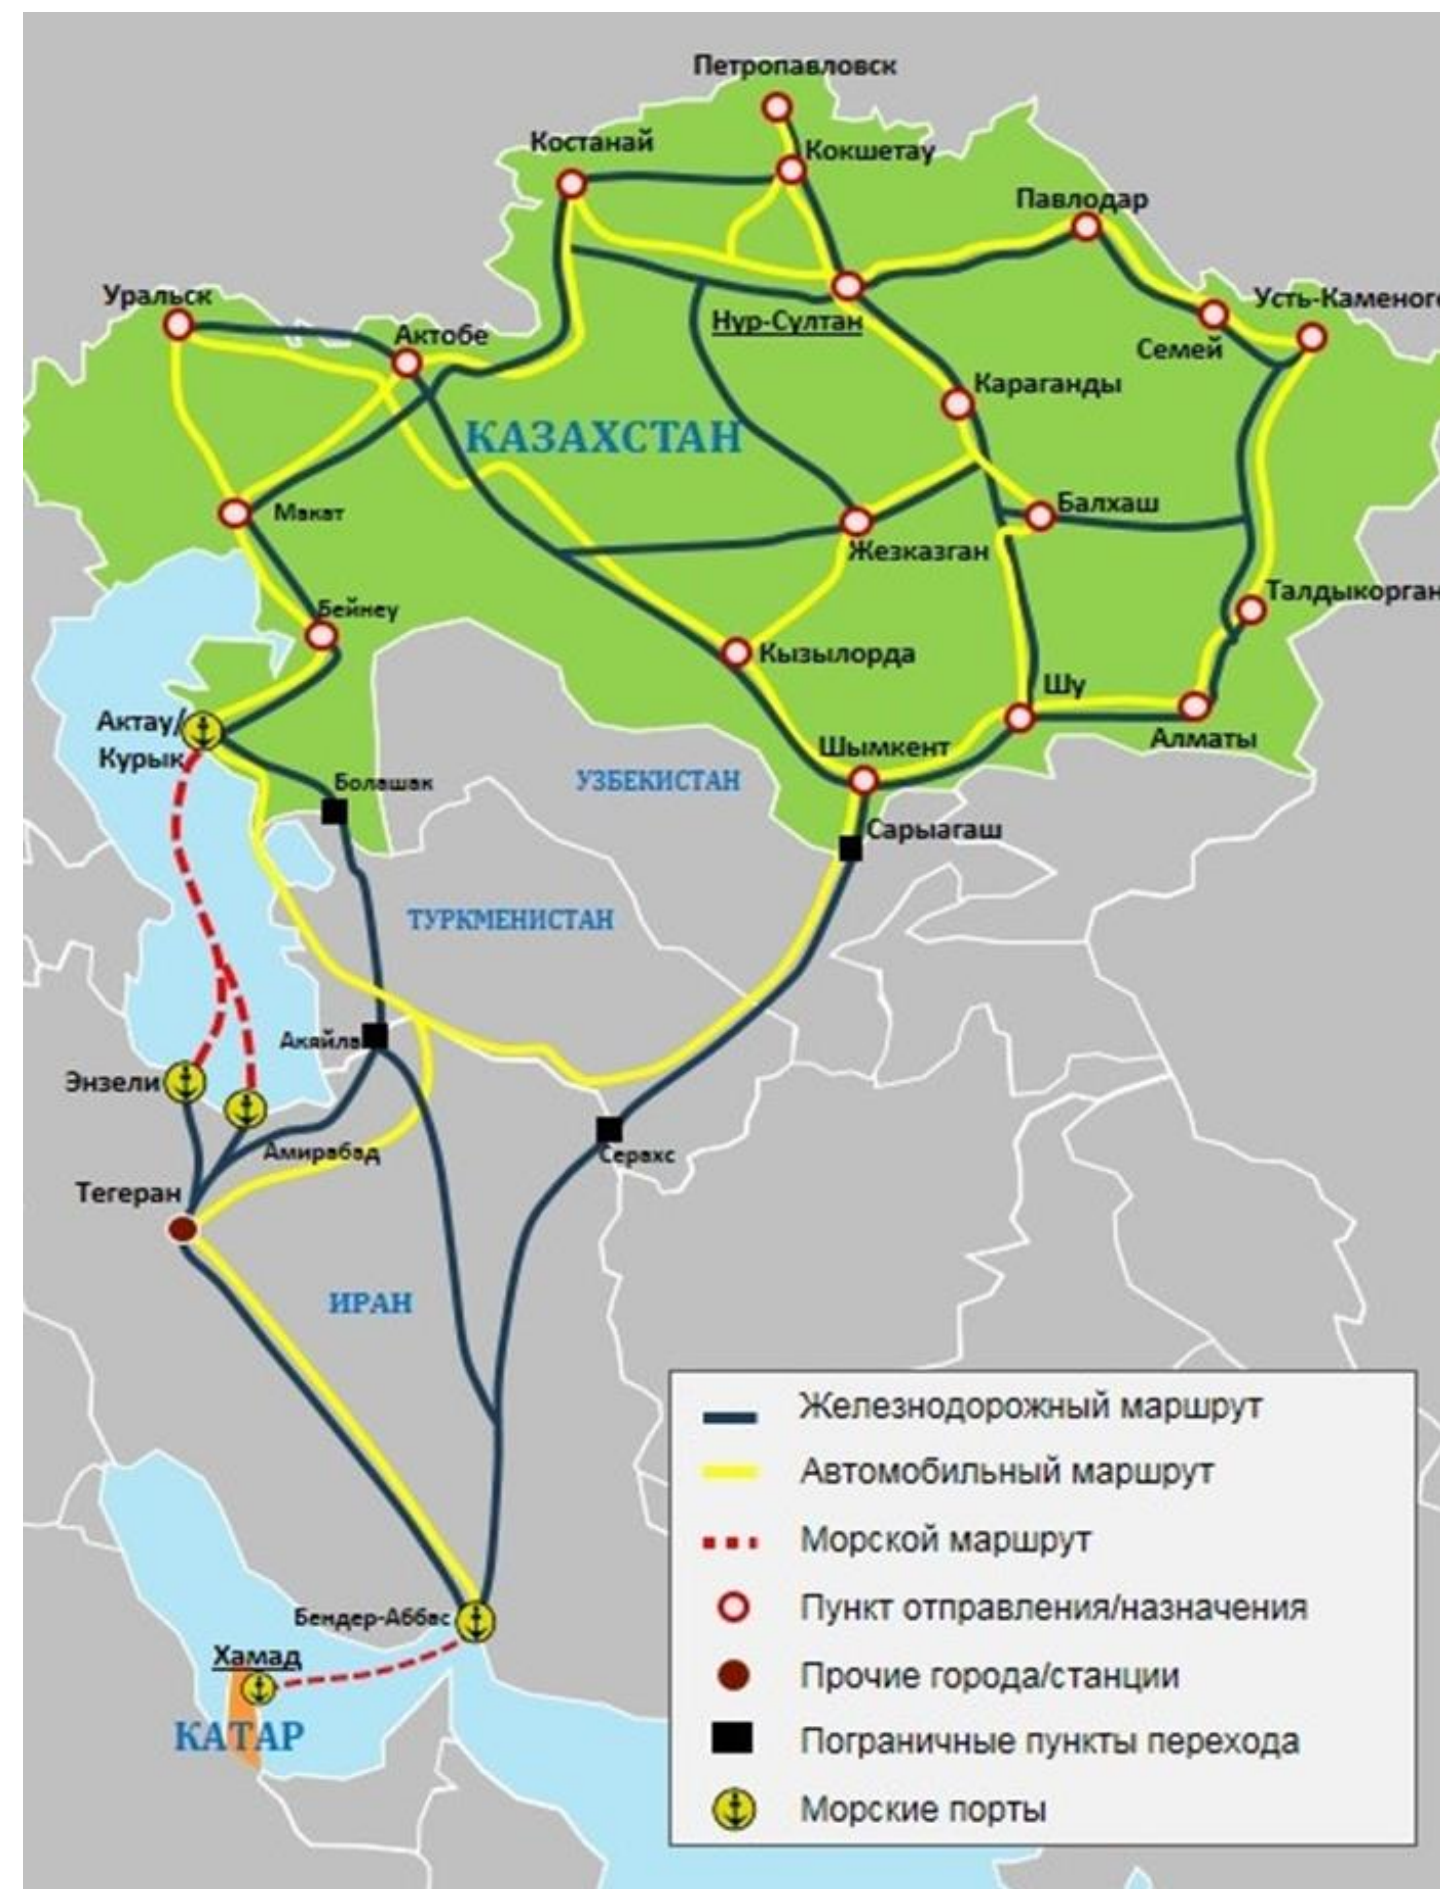 Петропавловск
Костанай
Кокшетау
Павлодар
Уральск
Усть-Каменог
Актобе
Нур-Султан
Семей
Караганды
КАЗАХСТАН
Макат
Балхаш
Жезказган
Талдыкорган
Бейнеу
Кызылорда
Шу
Актау/
Курык
Шымкент
Алматы
Болашак
УЗБЕКИСТАН
Сарыагаш
ТУРКМЕНИСТАН
Акяйла
Энзели
Амирабад
Серахс
Тегеран
ИРАН
Железнодорожный маршрут
Автомобильный маршрут
Морской маршрут
Пункт отправления/назначения
Прочие города/станции
Пограничные пункты перехода
Морские порты
Бендер-Аббас
Хамад
КАТАР